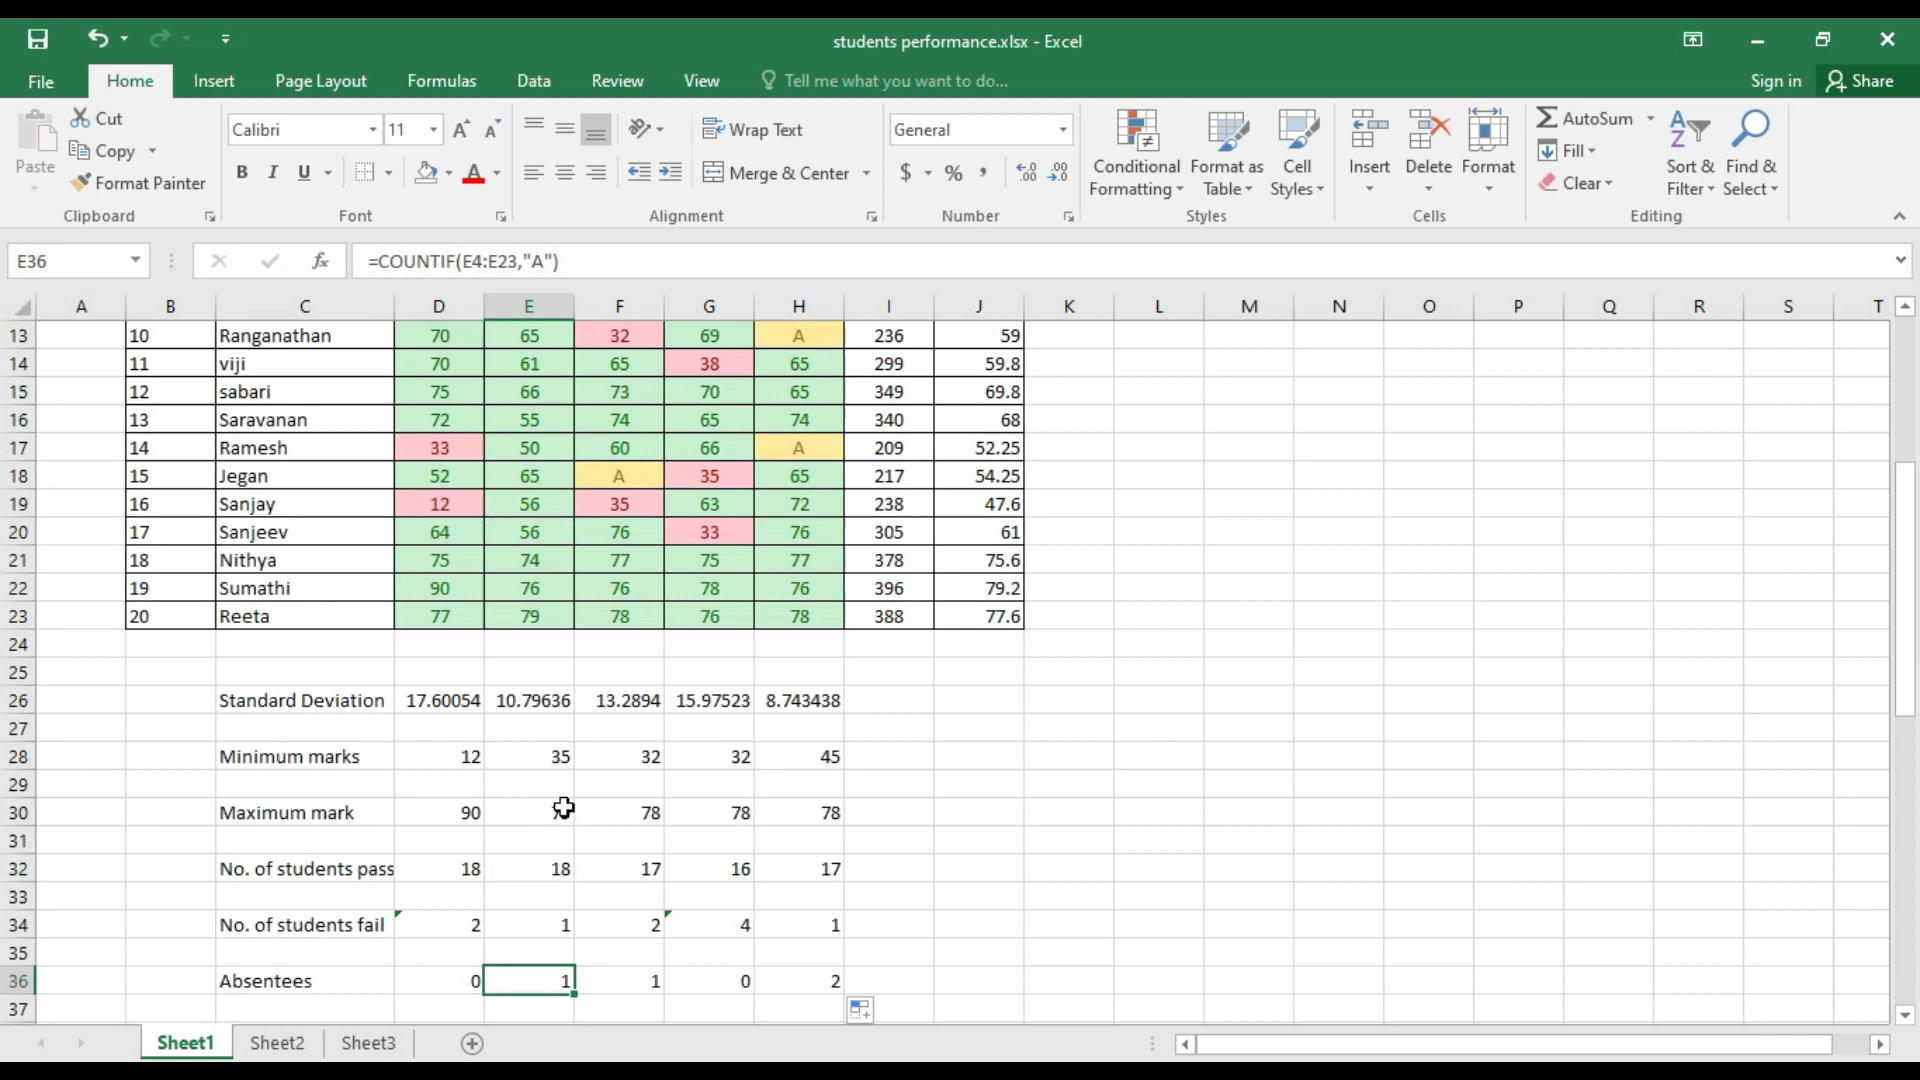 students performance.xlsx - Excel
File Home Insert Page Layout Formulas Data Review View Tell me what you want to do... Sign in Share
Paste Cut Copy Format Painter
Clipboard
Calibri 11 A A
B I U A
Font
Wrap Text
Merge & Center
Alignment
General
$ % ,
Number
Conditional Formatting Format as Table Cell Styles
Styles
Insert Delete Format
Cells
AutoSum Fill Clear Sort & Filter Find & Select
Editing
E36 fx =COUNTIF(E4:E23,"A")
A B C D E F G H I J K L M N O P Q R S T
13 10 Ranganathan 70 65 32 69 A 236 59
14 11 viji 70 61 65 38 65 299 59.8
15 12 sabari 75 66 73 70 65 349 69.8
16 13 Saravanan 72 55 74 65 74 340 68
17 14 Ramesh 33 50 60 66 A 209 52.25
18 15 Jegan 52 65 A 35 65 217 54.25
19 16 Sanjay 12 56 35 63 72 238 47.6
20 17 Sanjeev 64 56 76 33 76 305 61
21 18 Nithya 75 74 77 75 77 378 75.6
22 19 Sumathi 90 76 76 78 76 396 79.2
23 20 Reeta 77 79 78 76 78 388 77.6
24
25
26 Standard Deviation 17.60054 10.79636 13.2894 15.97523 8.743438
27
28 Minimum marks 12 35 32 32 45
29
30 Maximum mark 90 78 78 78
31
32 No. of students pass 18 18 17 16 17
33
34 No. of students fail 2 1 2 4 1
35
36 Absentees 0 1 1 0 2
37
Sheet1 Sheet2 Sheet3